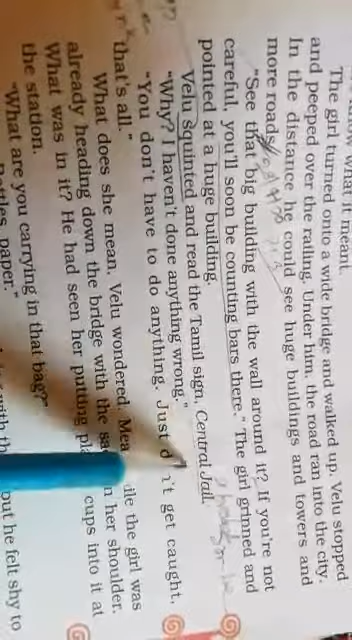 what it meant.
The girl turned onto a wide bridge and walked up. Velu stopped
and peeped over the railing. Under him, the road ran into the city.
In the distance he could see huge buildings and towers and
more roads.
"See that big building with the wall around it? If you're not
careful, you'll soon be counting bars there." The girl grinned and
pointed at a huge building.
Velu squinted and read the Tamil sign, Central Jail.
"Why? I haven't done anything wrong."
"You don't have to do anything. Just get caught,
that's all."
What does she mean, Velu wondered. the girl was
already heading down the bridge with the her shoulder.
What was in it? He had seen her putting cups into it at
the station.
"What are you carrying in that bag?"
paper."
but he felt shy to